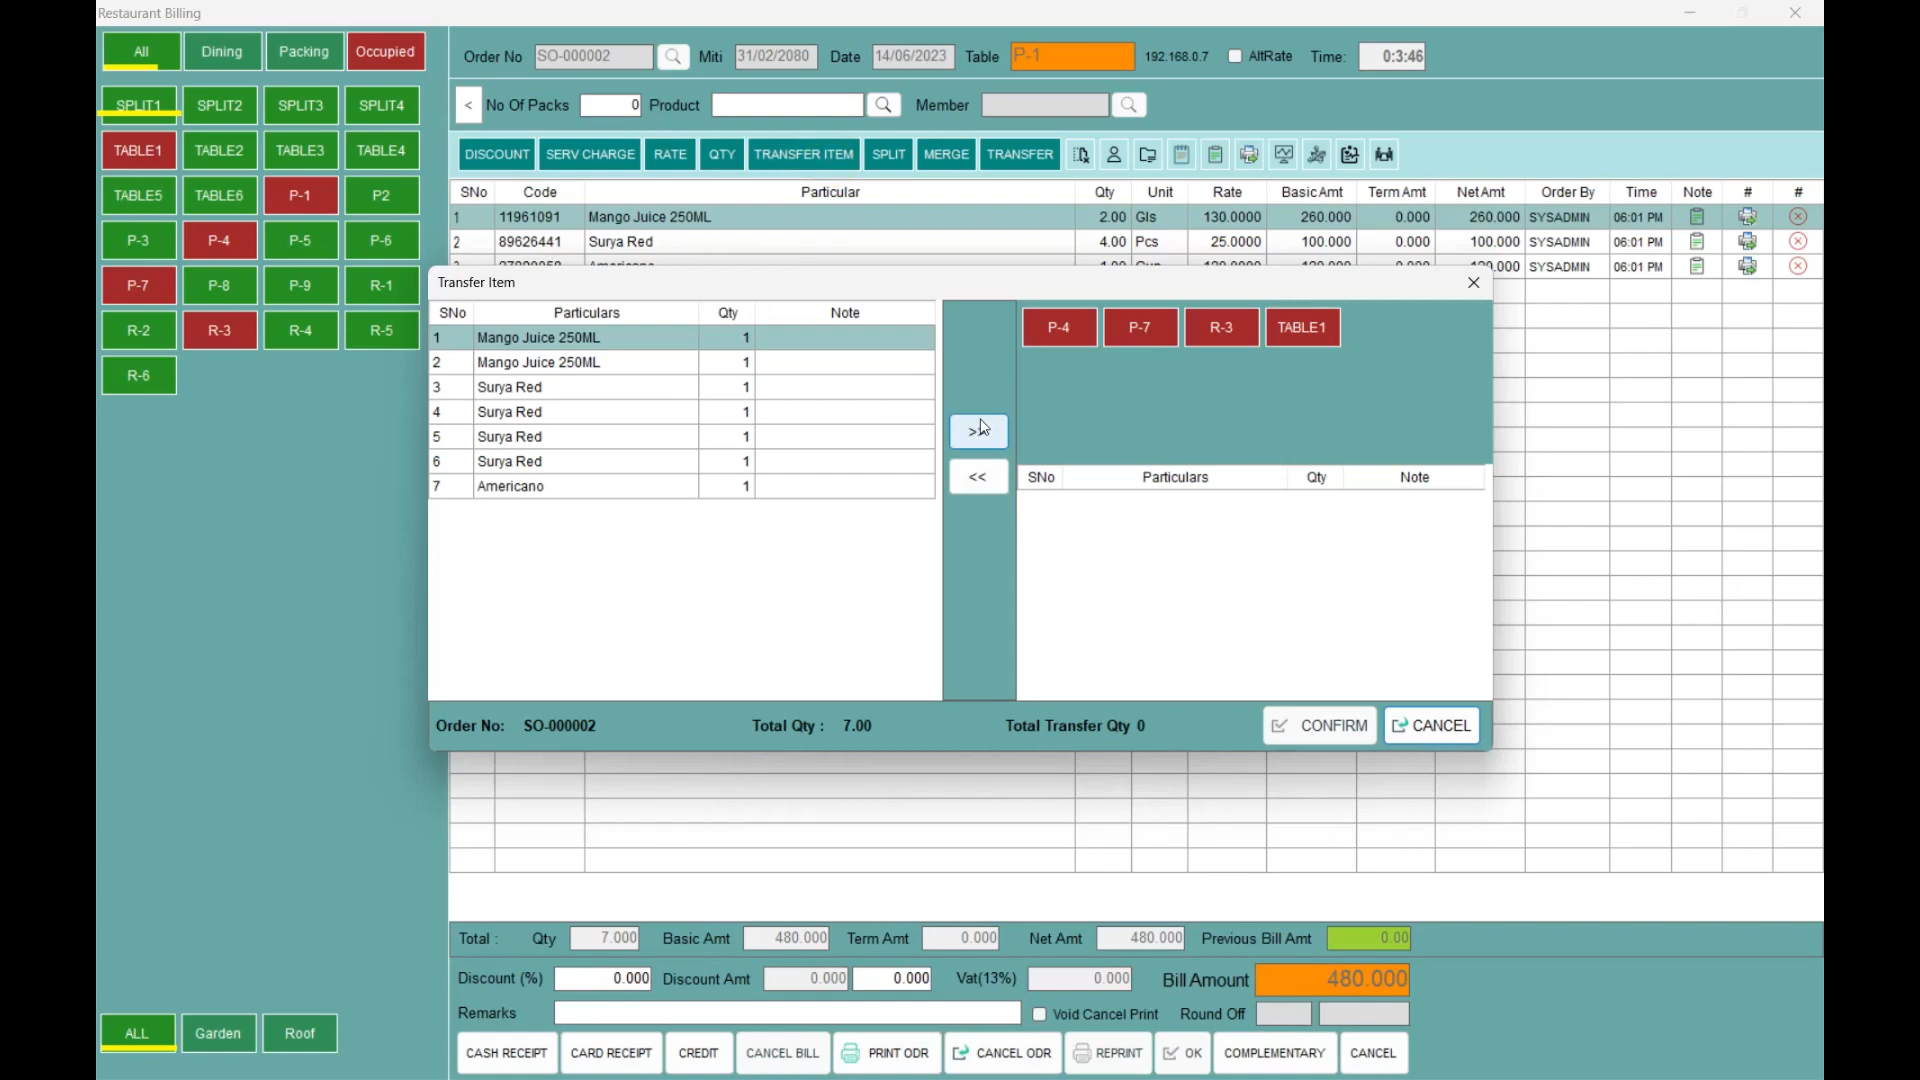 Restaurant Billing
All Dining Packing Occupied
Order No SO-000002 Miti 31/02/2080 Date 14/06/2023 Table P-1 192.168.0.7 AltRate Time: 0:3:46
SPLIT1 SPLIT2 SPLIT3 SPLIT4
< No Of Packs 0 Product Member
TABLE1 TABLE2 TABLE3 TABLE4
DISCOUNT SERV CHARGE RATE QTY TRANSFER ITEM SPLIT MERGE TRANSFER
TABLE5 TABLE6 P-1 P2
SNo Code Particular Qty Unit Rate BasicAmt TermAmt NetAmt Order By Time Note # #
1 11961091 Mango Juice 250ML 2.00 Gls 130.0000 260.000 0.000 260.000 SYSADMIN 06:01 PM
P-3 P-4 P-5 P-6
2 89626441 Surya Red 4.00 Pcs 25.0000 100.000 0.000 100.000 SYSADMIN 06:01 PM
Americano 1.00 Cup 120.0000 120.000 0.000 120.000 SYSADMIN 06:01 PM
P-7 P-8 P-9 R-1
R-2 R-3 R-4 R-5
R-6
Transfer Item
SNo Particulars Qty Note
1 Mango Juice 250ML 1
2 Mango Juice 250ML 1
3 Surya Red 1
4 Surya Red 1
5 Surya Red 1
6 Surya Red 1
7 Americano 1
>>
<<
P-4 P-7 R-3 TABLE1
SNo Particulars Qty Note
Order No: SO-000002 Total Qty : 7.00 Total Transfer Qty 0 CONFIRM CANCEL
Total : Qty 7.000 Basic Amt 480.000 Term Amt 0.000 Net Amt 480.000 Previous Bill Amt 0.00
Discount (%) 0.000 Discount Amt 0.000 0.000 Vat(13%) 0.000 Bill Amount 480.000
Remarks Void Cancel Print Round Off
ALL Garden Roof
CASH RECEIPT CARD RECEIPT CREDIT CANCEL BILL PRINT ODR CANCEL ODR REPRINT OK COMPLEMENTARY CANCEL